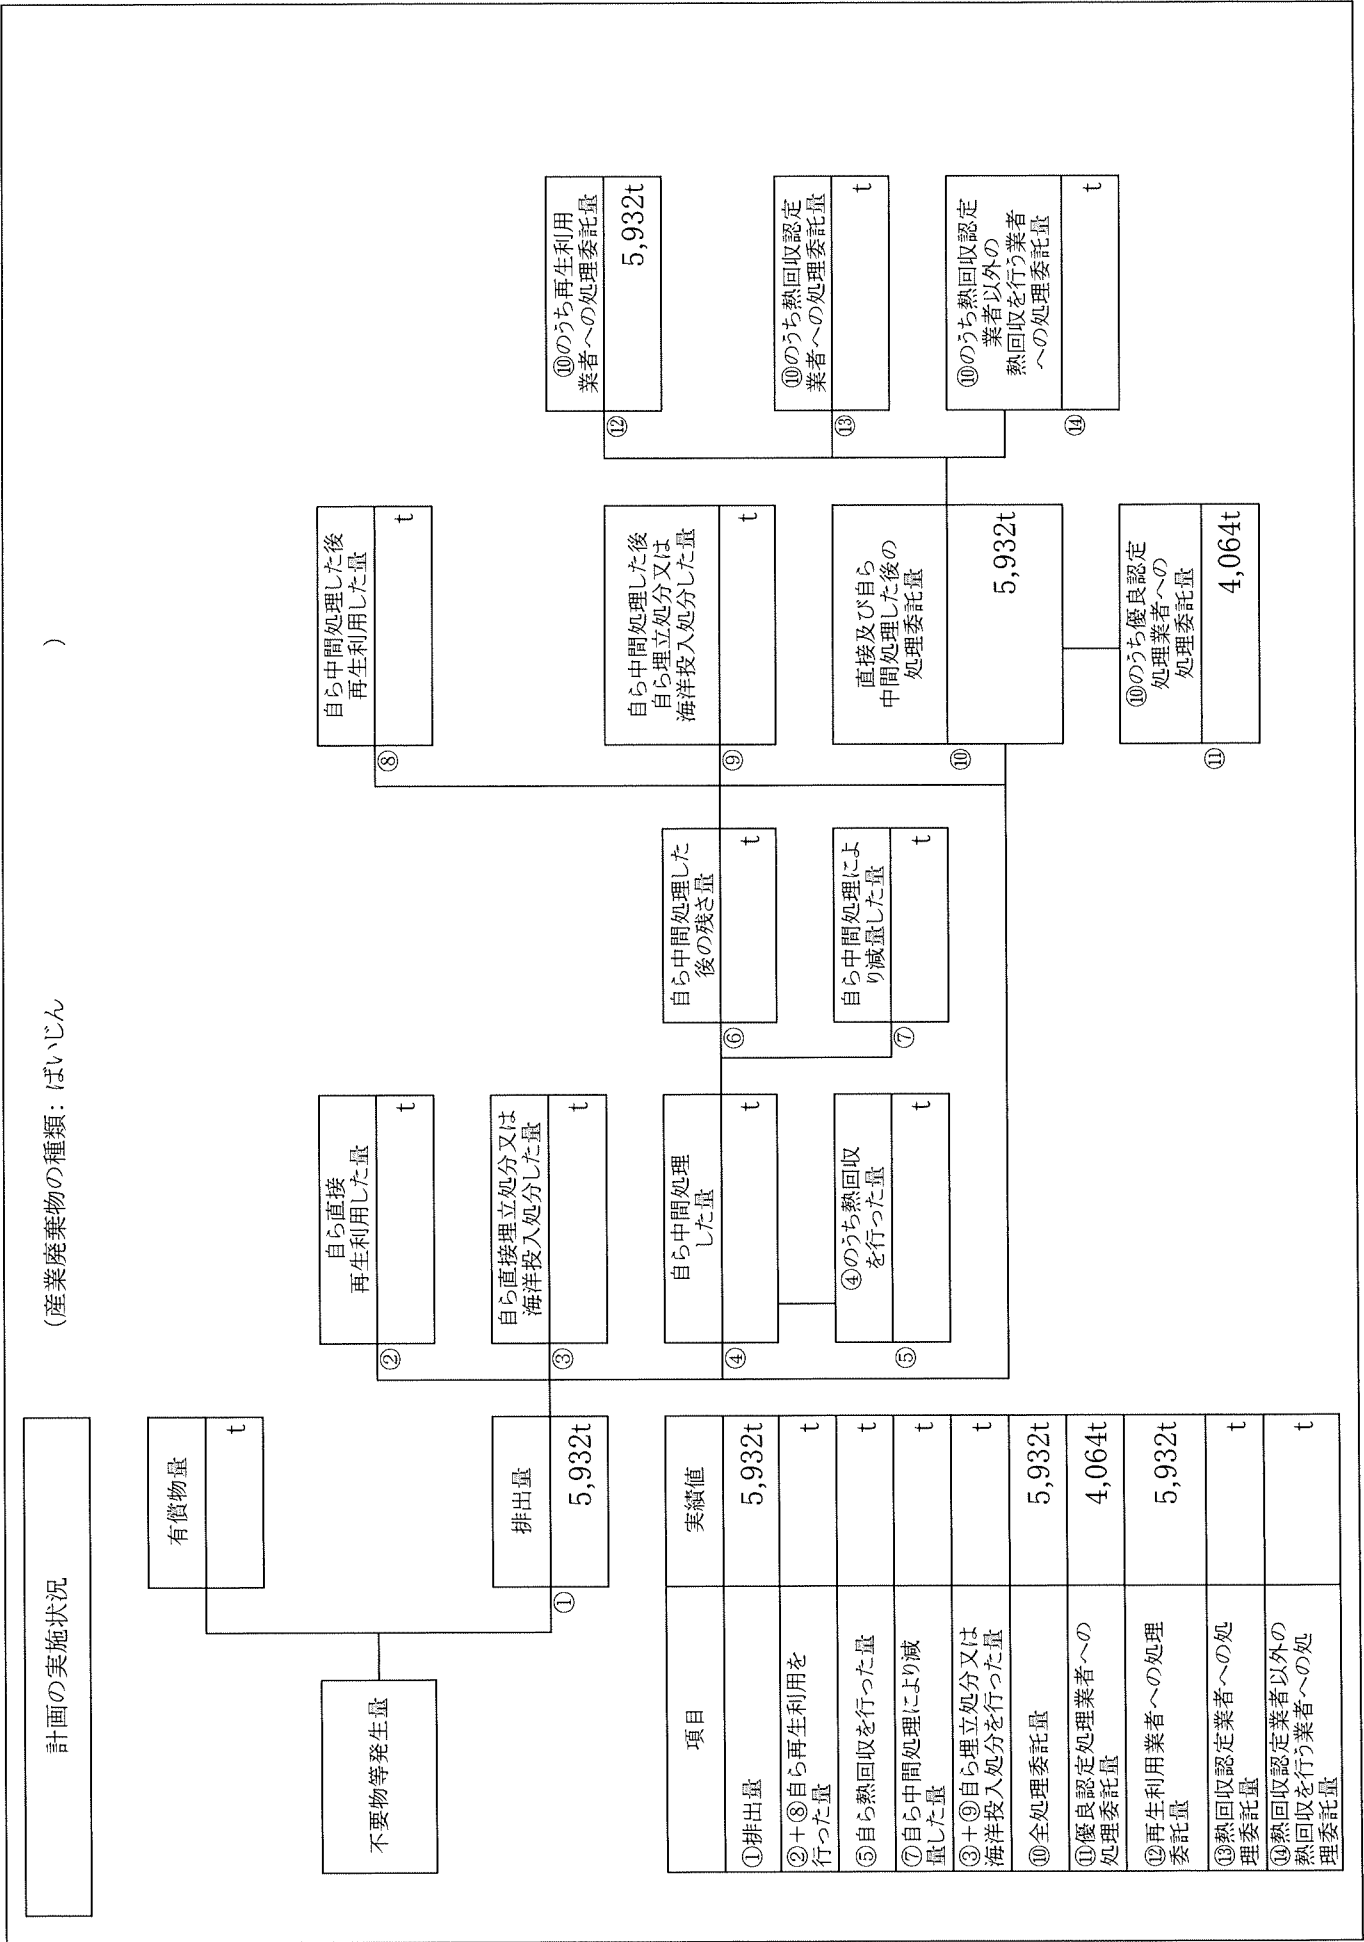 計画の実施状況
(産業廃棄物の種類：ばいじん)
不要物等発生量
有償物量
t
①
排出量
5,932t
②
自ら直接
再生利用した量
t
③
自ら直接埋立処分又は
海洋投入処分した量
t
④
自ら中間処理
した量
t
⑤
④のうち熱回収
を行った量
t
⑥
自ら中間処理した
後の残さ量
t
⑦
自ら中間処理によ
り減量した量
t
⑧
自ら中間処理した後
再生利用した量
t
⑨
自ら中間処理した後
自ら埋立処分又は
海洋投入処分した量
t
⑩
直接及び自ら
中間処理した後の
処理委託量
5,932t
⑪
⑩のうち優良認定
処理業者への
処理委託量
4,064t
⑫
⑩のうち再生利用
業者への処理委託量
5,932t
⑬
⑩のうち熱回収認定
業者への処理委託量
t
⑭
⑩のうち熱回収認定
業者以外の
熱回収を行う業者
への処理委託量
t
項目 実績値
①排出量 5,932t
②＋⑧自ら再生利用を
行った量 t
⑤自ら熱回収を行った量 t
⑦自ら中間処理により減
量した量 t
③＋⑨自ら埋立処分又は
海洋投入処分を行った量 t
⑩全処理委託量 5,932t
⑪優良認定処理業者への
処理委託量 4,064t
⑫再生利用業者への処理
委託量 5,932t
⑬熱回収認定業者への処
理委託量 t
⑭熱回収認定業者以外の
熱回収を行う業者への処
理委託量 t